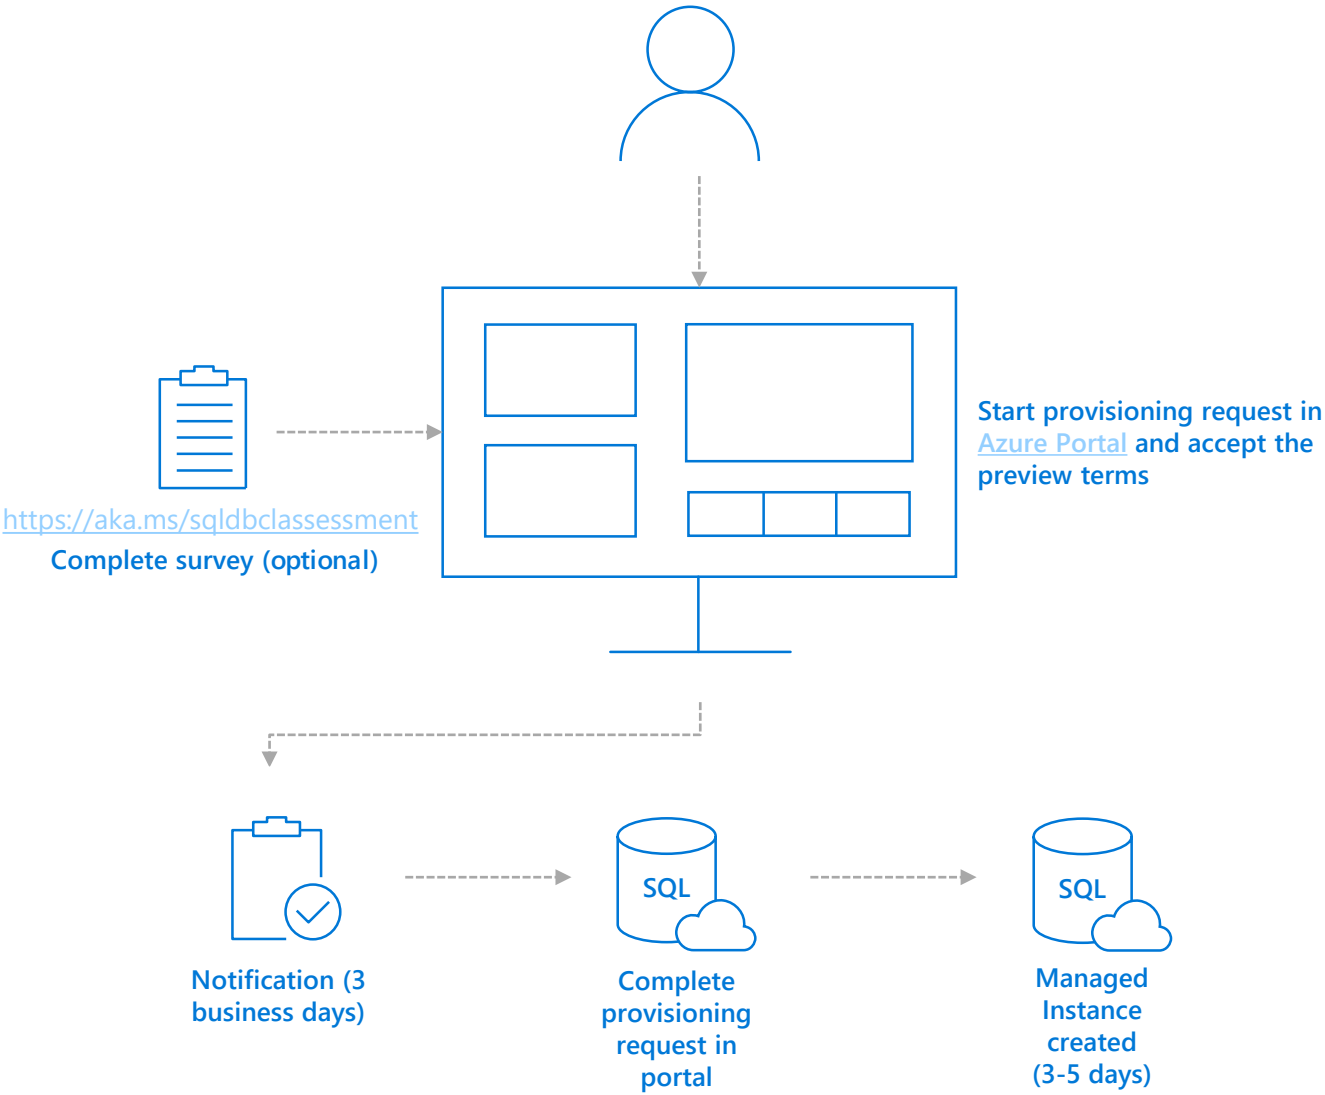 Start provisioning request in
Azure Portal and accept the
preview terms
https://aka.ms/sqldbclassessment
Complete survey (optional)
SQL
SQL
Notification (3
business days)
Complete
provisioning
request in
portal
Managed
Instance
created
(3-5 days)